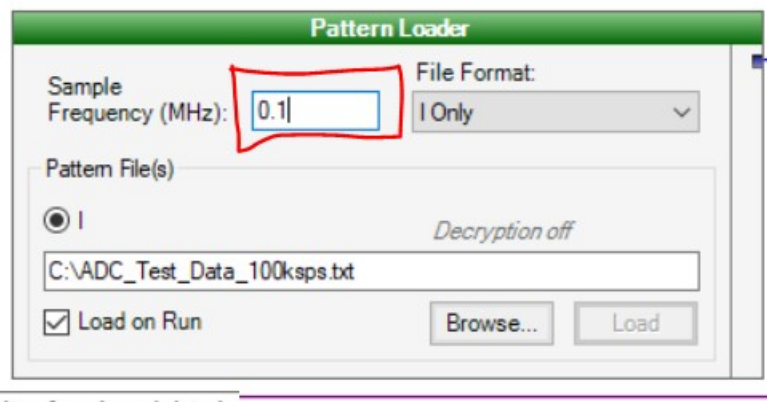 Pattern Loader
Sample
Frequency (MHz):
0.1
File Format:
I Only
Pattern File(s)
I
Decryption off
C:\ADC_Test_Data_100ksps.txt
Load on Run
Browse...
Load